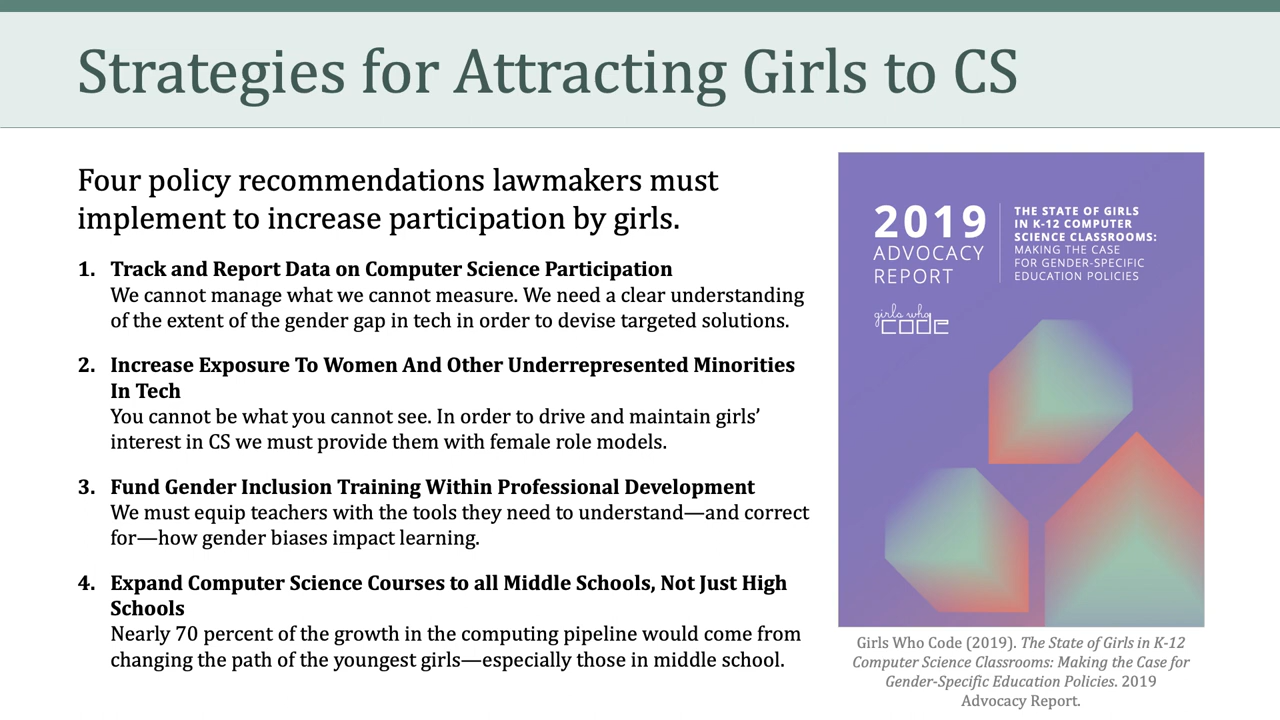 Strategies for Attracting Girls to CS
Four policy recommendations lawmakers must
implement to increase participation by girls.
1. Track and Report Data on Computer Science Participation
We cannot manage what we cannot measure. We need a clear understanding
of the extent of the gender gap in tech in order to devise targeted solutions.
2. Increase Exposure To Women And Other Underrepresented Minorities
In Tech
You cannot be what you cannot see. In order to drive and maintain girls’
interest in CS we must provide them with female role models.
3. Fund Gender Inclusion Training Within Professional Development
We must equip teachers with the tools they need to understand—and correct
for—how gender biases impact learning.
4. Expand Computer Science Courses to all Middle Schools, Not Just High
Schools
Nearly 70 percent of the growth in the computing pipeline would come from
changing the path of the youngest girls—especially those in middle school.
2019
ADVOCACY
REPORT
THE STATE OF GIRLS
IN K-12 COMPUTER
SCIENCE CLASSROOMS:
MAKING THE CASE
FOR GENDER-SPECIFIC
EDUCATION POLICIES
girls who
code
Girls Who Code (2019). The State of Girls in K-12
Computer Science Classrooms: Making the Case for
Gender-Specific Education Policies. 2019
Advocacy Report.